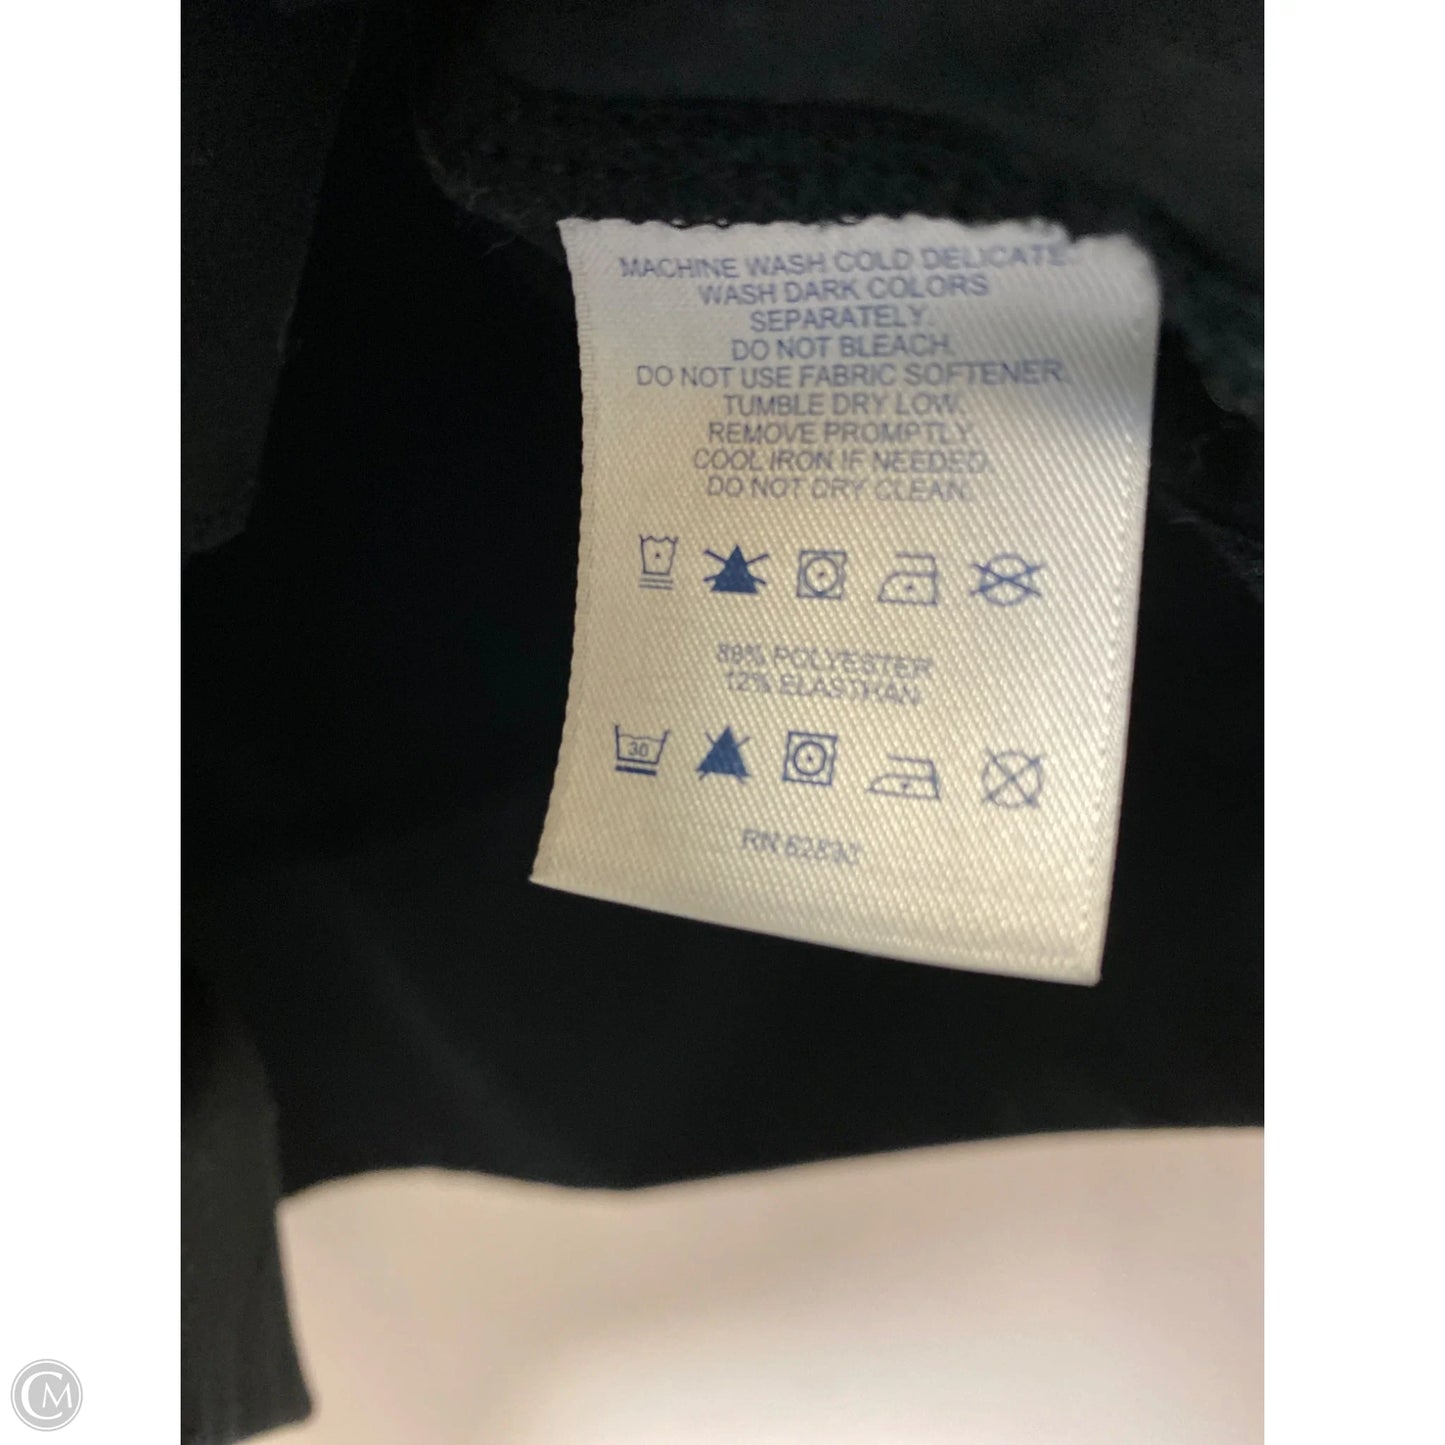 MACHINE WASH COLD DELICATE.
WASH DARK COLORS
SEPARATELY.
DO NOT BLEACH.
DO NOT USE FABRIC SOFTENER.
TUMBLE DRY LOW.
REMOVE PROMPTLY.
COOL IRON IF NEEDED.
DO NOT DRY CLEAN.
88% POLYESTER
12% ELASTHAN
30
RN
CM